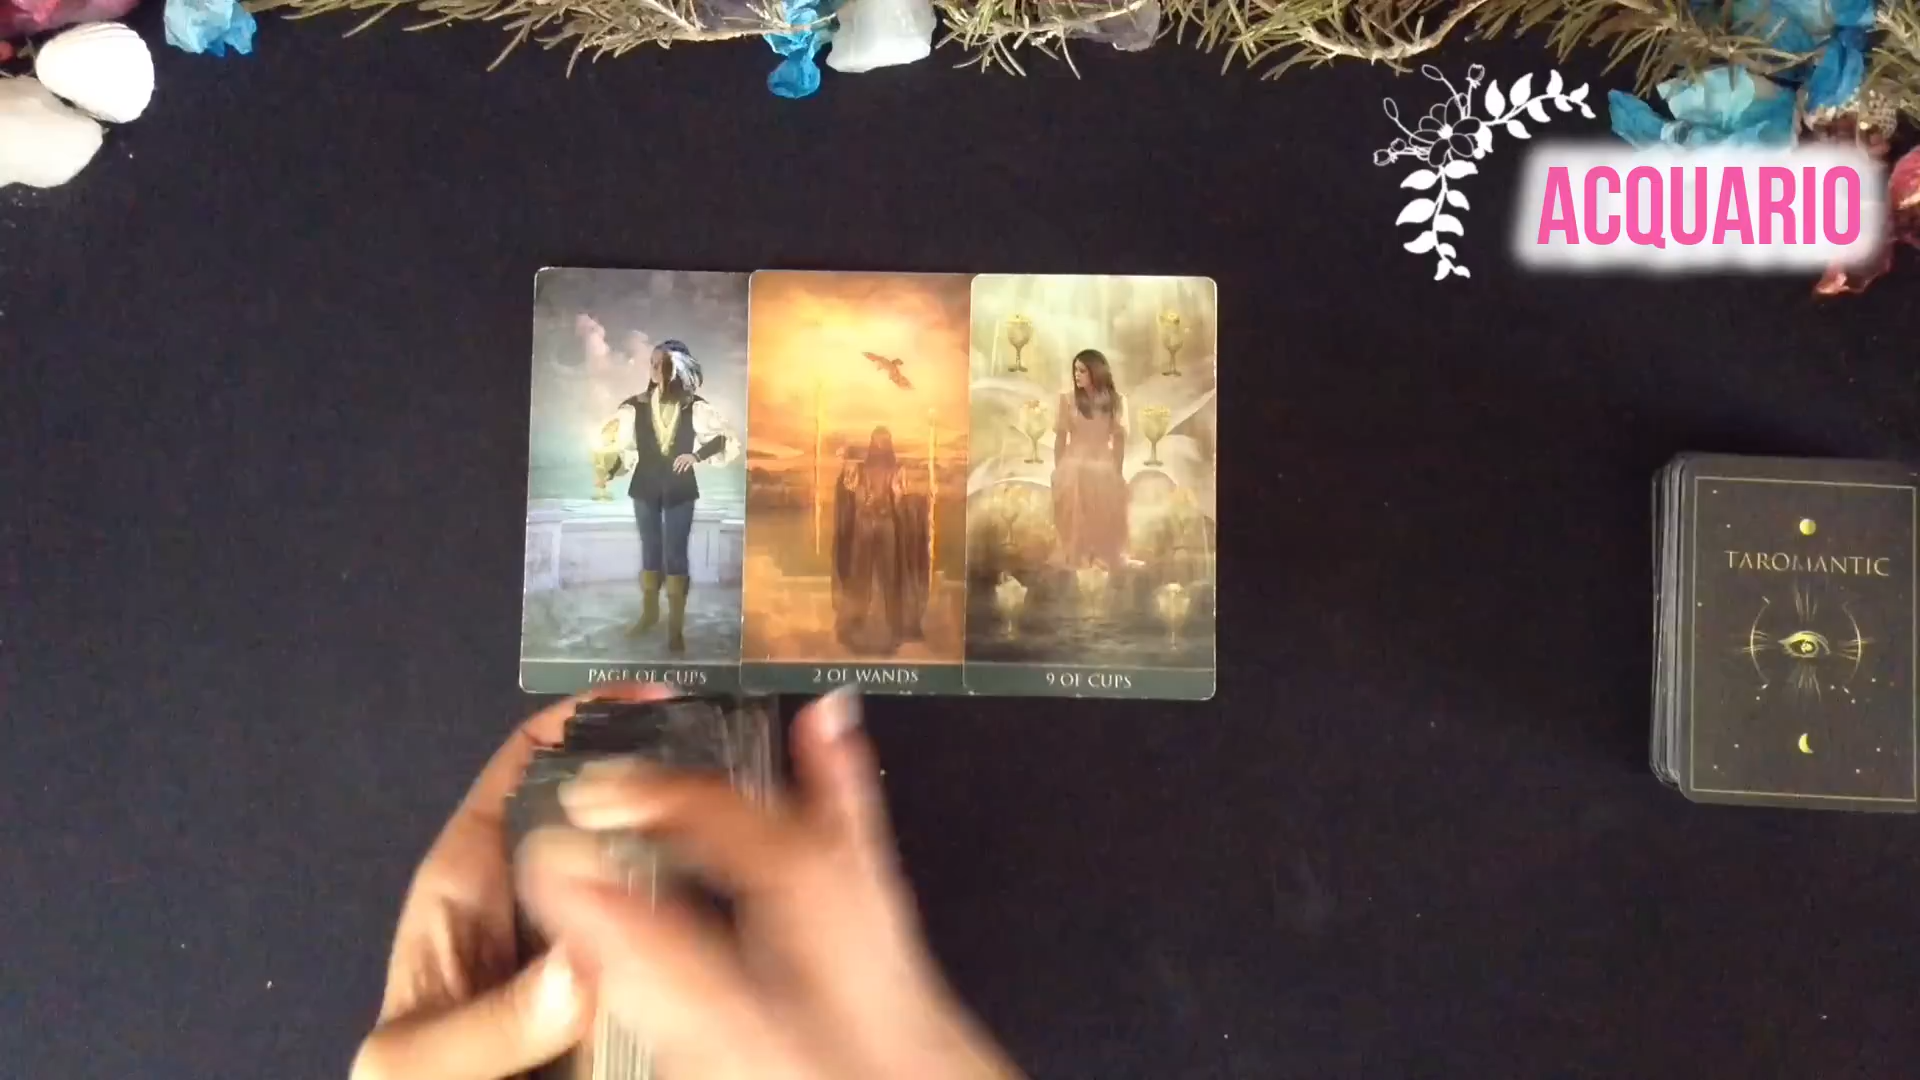 ACQUARIO
PAGE OF CUPS
2 OF WANDS
9 OF CUPS
TAROMANTIC